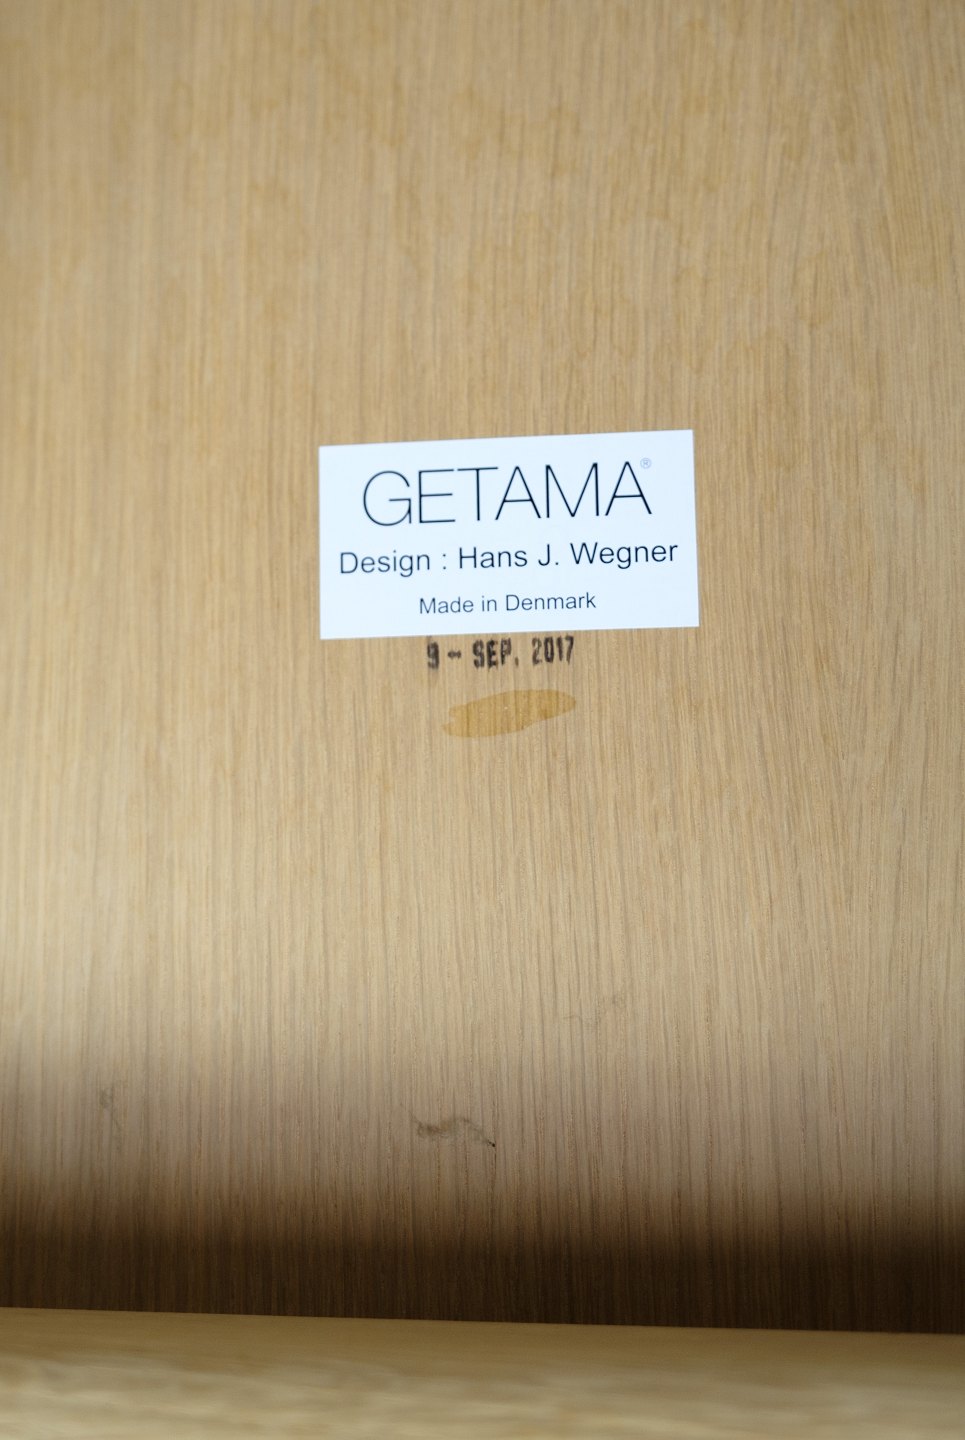 GETAMA®
Design : Hans J. Wegner
Made in Denmark
9 - SEP. 2017